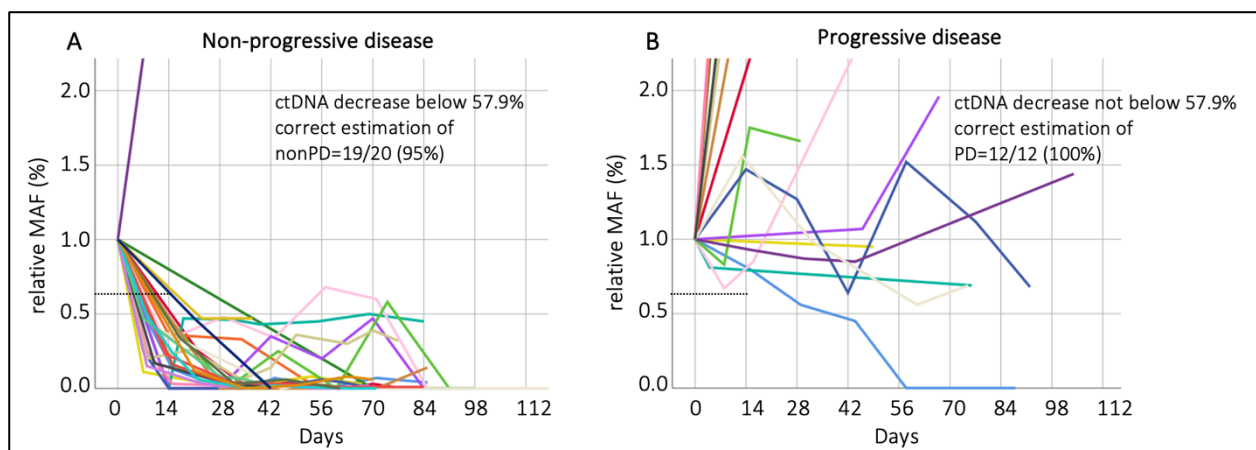 A
Non-progressive disease
ctDNA decrease below 57.9%
correct estimation of
nonPD=19/20 (95%)
relative MAF (%)
2.0
1.5
1.0
0.5
0.0
0 14 28 42 56 70 84 98 112
Days
B
Progressive disease
ctDNA decrease not below 57.9%
correct estimation of
PD=12/12 (100%)
relative MAF (%)
2.0
1.5
1.0
0.5
0.0
0 14 28 42 56 70 84 98 112
Days